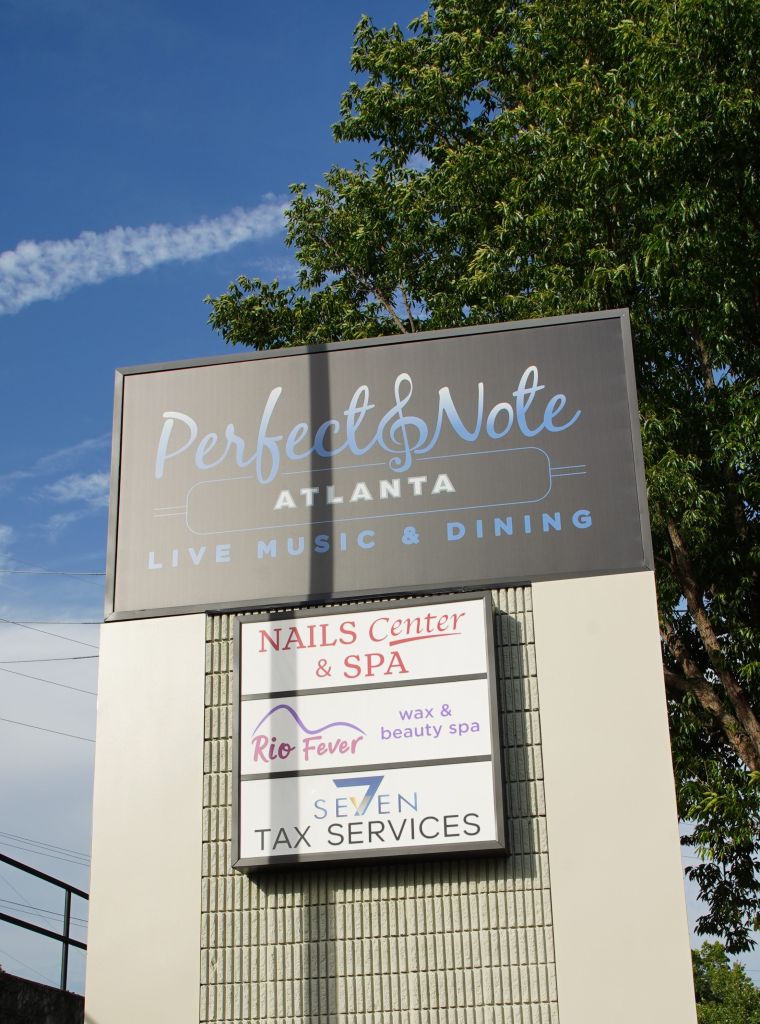 Perfect Note
ATLANTA
LIVE MUSIC & DINING
NAILS Center
& SPA
Rio Fever
wax &
beauty spa
SEVEN
TAX SERVICES